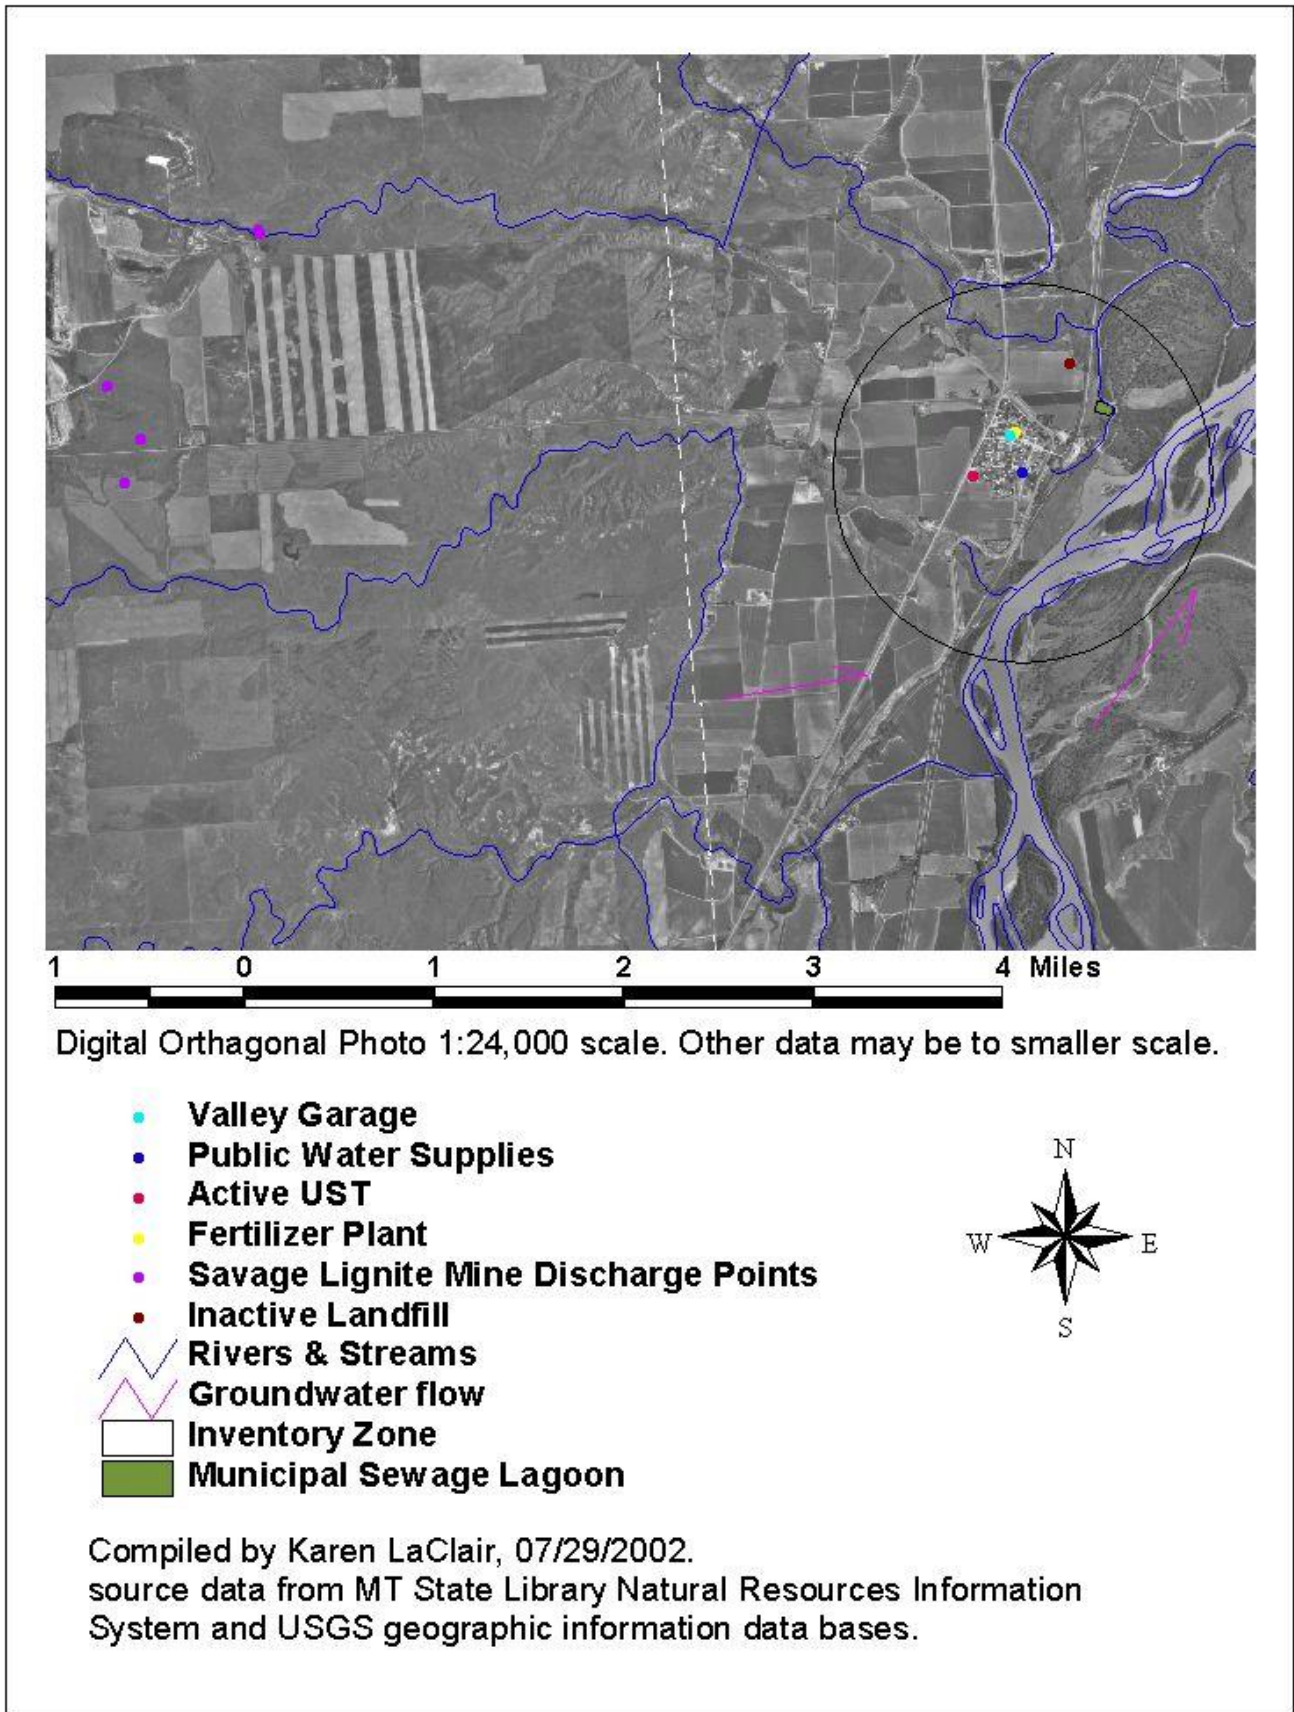 1 0 1 2 3 4 Miles
Digital Orthagonal Photo 1:24,000 scale. Other data may be to smaller scale.
Valley Garage
Public Water Supplies
Active UST
Fertilizer Plant
Savage Lignite Mine Discharge Points
Inactive Landfill
Rivers & Streams
Groundwater flow
Inventory Zone
Municipal Sewage Lagoon
N
W E
S
Compiled by Karen LaClair, 07/29/2002.
source data from MT State Library Natural Resources Information
System and USGS geographic information data bases.